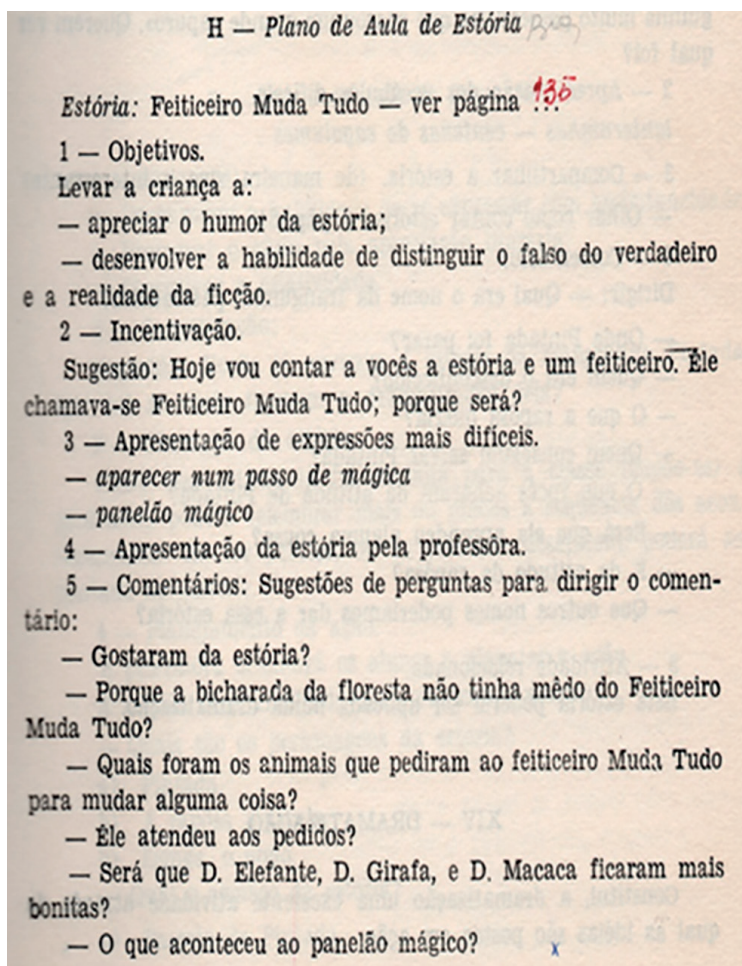 H — Plano de Aula de Estória
Estória: Feiticeiro Muda Tudo — ver página ... 135
1 — Objetivos.
Levar a criança a:
— apreciar o humor da estória;
— desenvolver a habilidade de distinguir o falso do verdadeiro
e a realidade da ficção.
2 — Incentivação.
Sugestão: Hoje vou contar a vocês a estória e um feiticeiro. Êle
chamava-se Feiticeiro Muda Tudo; porque será?
3 — Apresentação de expressões mais difíceis.
— aparecer num passo de mágica
— panelão mágico
4 — Apresentação da estória pela professôra.
5 — Comentários: Sugestões de perguntas para dirigir o comen-
tário:
— Gostaram da estória?
— Porque a bicharada da floresta não tinha mêdo do Feiticeiro
Muda Tudo?
— Quais foram os animais que pediram ao feiticeiro Muda Tudo
para mudar alguma coisa?
— Êle atendeu aos pedidos?
— Será que D. Elefante, D. Girafa, e D. Macaca ficaram mais
bonitas?
— O que aconteceu ao panelão mágico? x